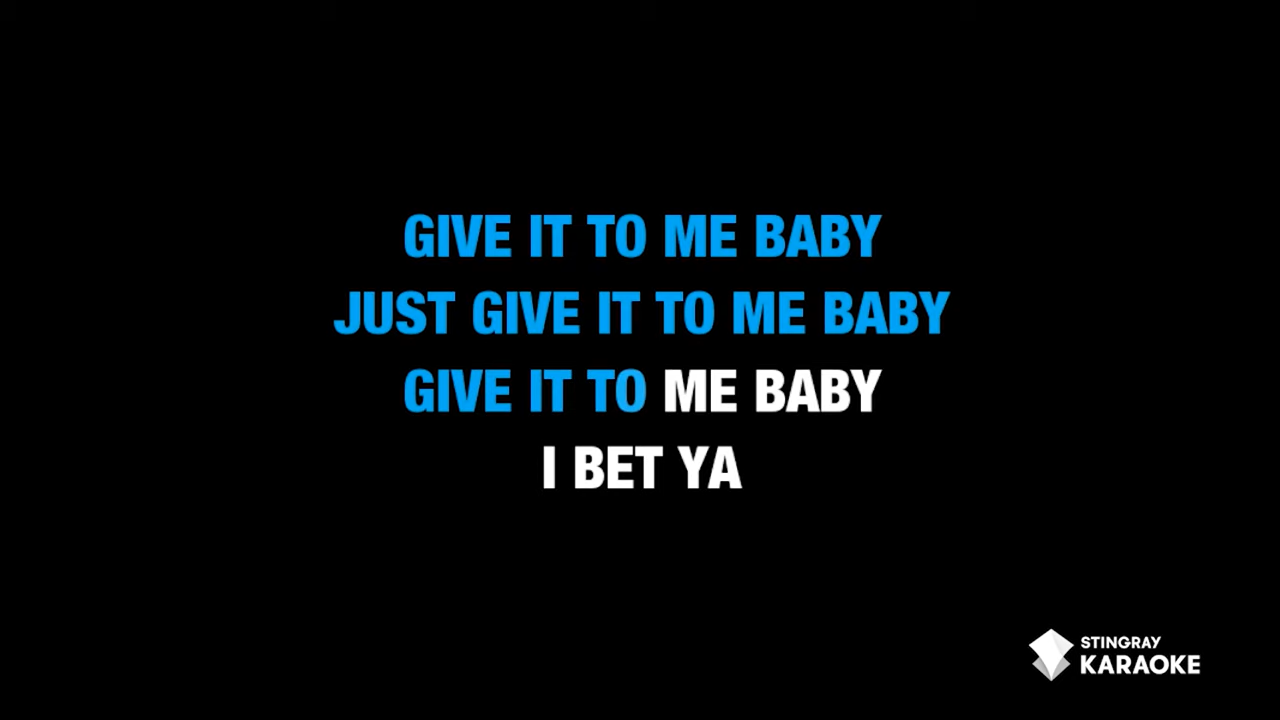 GIVE IT TO ME BABY
JUST GIVE IT TO ME BABY
GIVE IT TO ME BABY
I BET YA
STINGRAY
KARAOKE